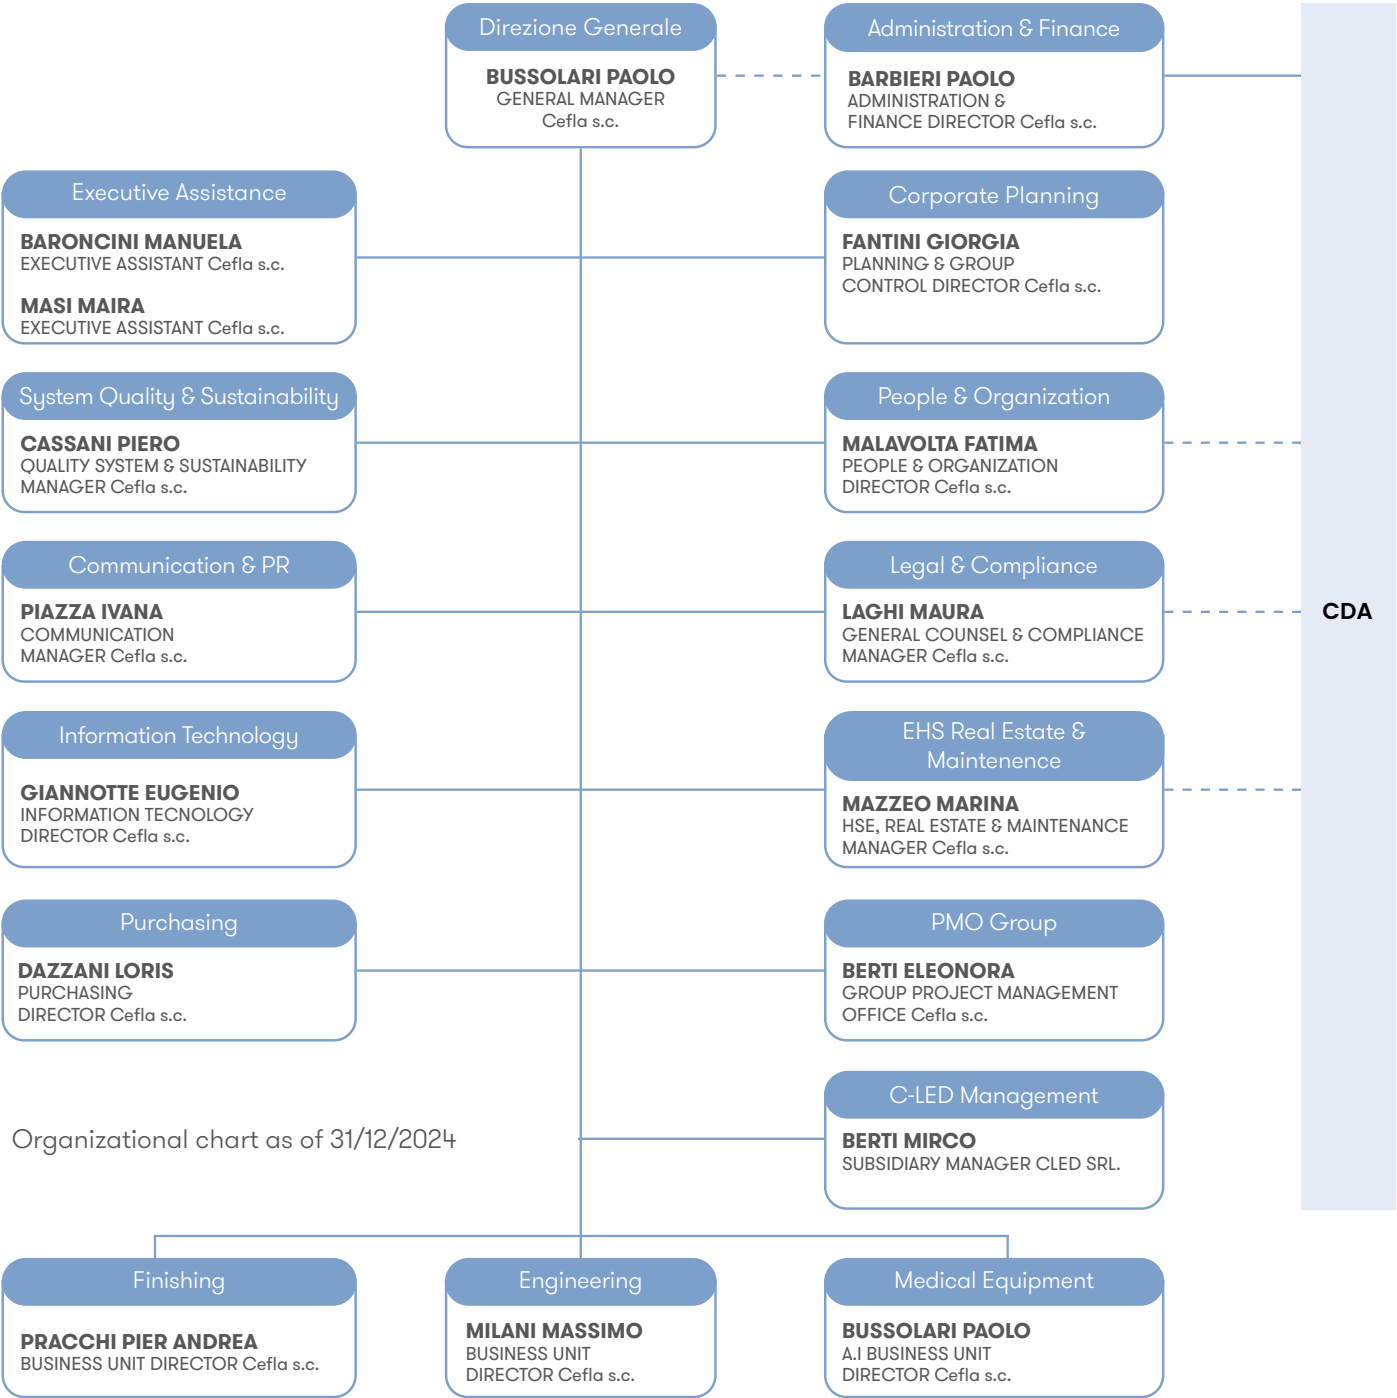 Direzione Generale
BUSSOLARI PAOLO
GENERAL MANAGER
Cefla s.c.
Administration & Finance
BARBIERI PAOLO
ADMINISTRATION &
FINANCE DIRECTOR Cefla s.c.
Executive Assistance
BARONCINI MANUELA
EXECUTIVE ASSISTANT Cefla s.c.
MASI MAIRA
EXECUTIVE ASSISTANT Cefla s.c.
Corporate Planning
FANTINI GIORGIA
PLANNING & GROUP
CONTROL DIRECTOR Cefla s.c.
System Quality & Sustainability
CASSANI PIERO
QUALITY SYSTEM & SUSTAINABILITY
MANAGER Cefla s.c.
People & Organization
MALAVOLTA FATIMA
PEOPLE & ORGANIZATION
DIRECTOR Cefla s.c.
Communication & PR
PIAZZA IVANA
COMMUNICATION
MANAGER Cefla s.c.
Legal & Compliance
LAGHI MAURA
GENERAL COUNSEL & COMPLIANCE
MANAGER Cefla s.c.
CDA
Information Technology
GIANNOTTE EUGENIO
INFORMATION TECNOLOGY
DIRECTOR Cefla s.c.
EHS Real Estate &
Maintenence
MAZZEO MARINA
HSE, REAL ESTATE & MAINTENANCE
MANAGER Cefla s.c.
Purchasing
DAZZANI LORIS
PURCHASING
DIRECTOR Cefla s.c.
PMO Group
BERTI ELEONORA
GROUP PROJECT MANAGEMENT
OFFICE Cefla s.c.
C-LED Management
BERTI MIRCO
SUBSIDIARY MANAGER CLED SRL.
Organizational chart as of 31/12/2024
Finishing
PRACCHI PIER ANDREA
BUSINESS UNIT DIRECTOR Cefla s.c.
Engineering
MILANI MASSIMO
BUSINESS UNIT
DIRECTOR Cefla s.c.
Medical Equipment
BUSSOLARI PAOLO
A.I BUSINESS UNIT
DIRECTOR Cefla s.c.